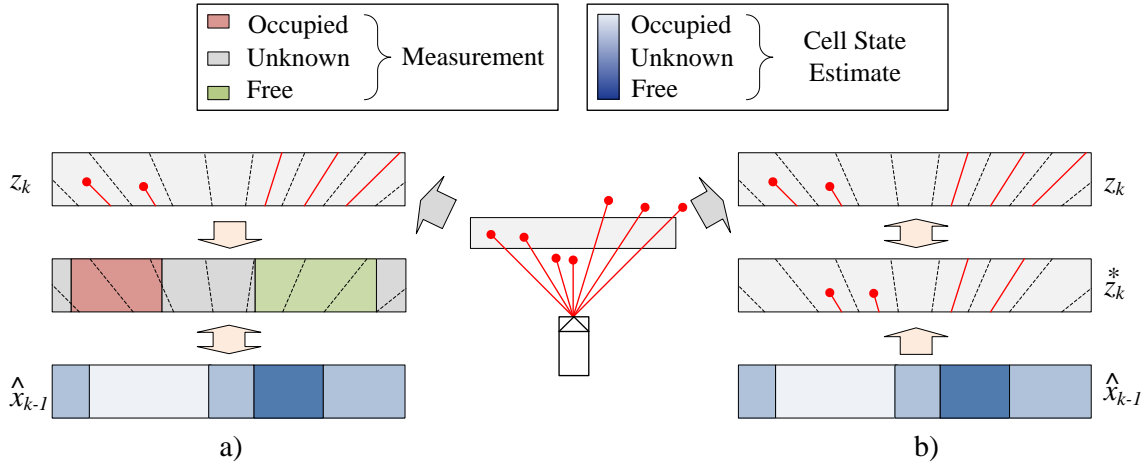 Occupied
Unknown
Free
Measurement
Occupied
Unknown
Free
Cell State
Estimate
z_k
z_k
z*_k
x̂_{k-1}
x̂_{k-1}
a)
b)